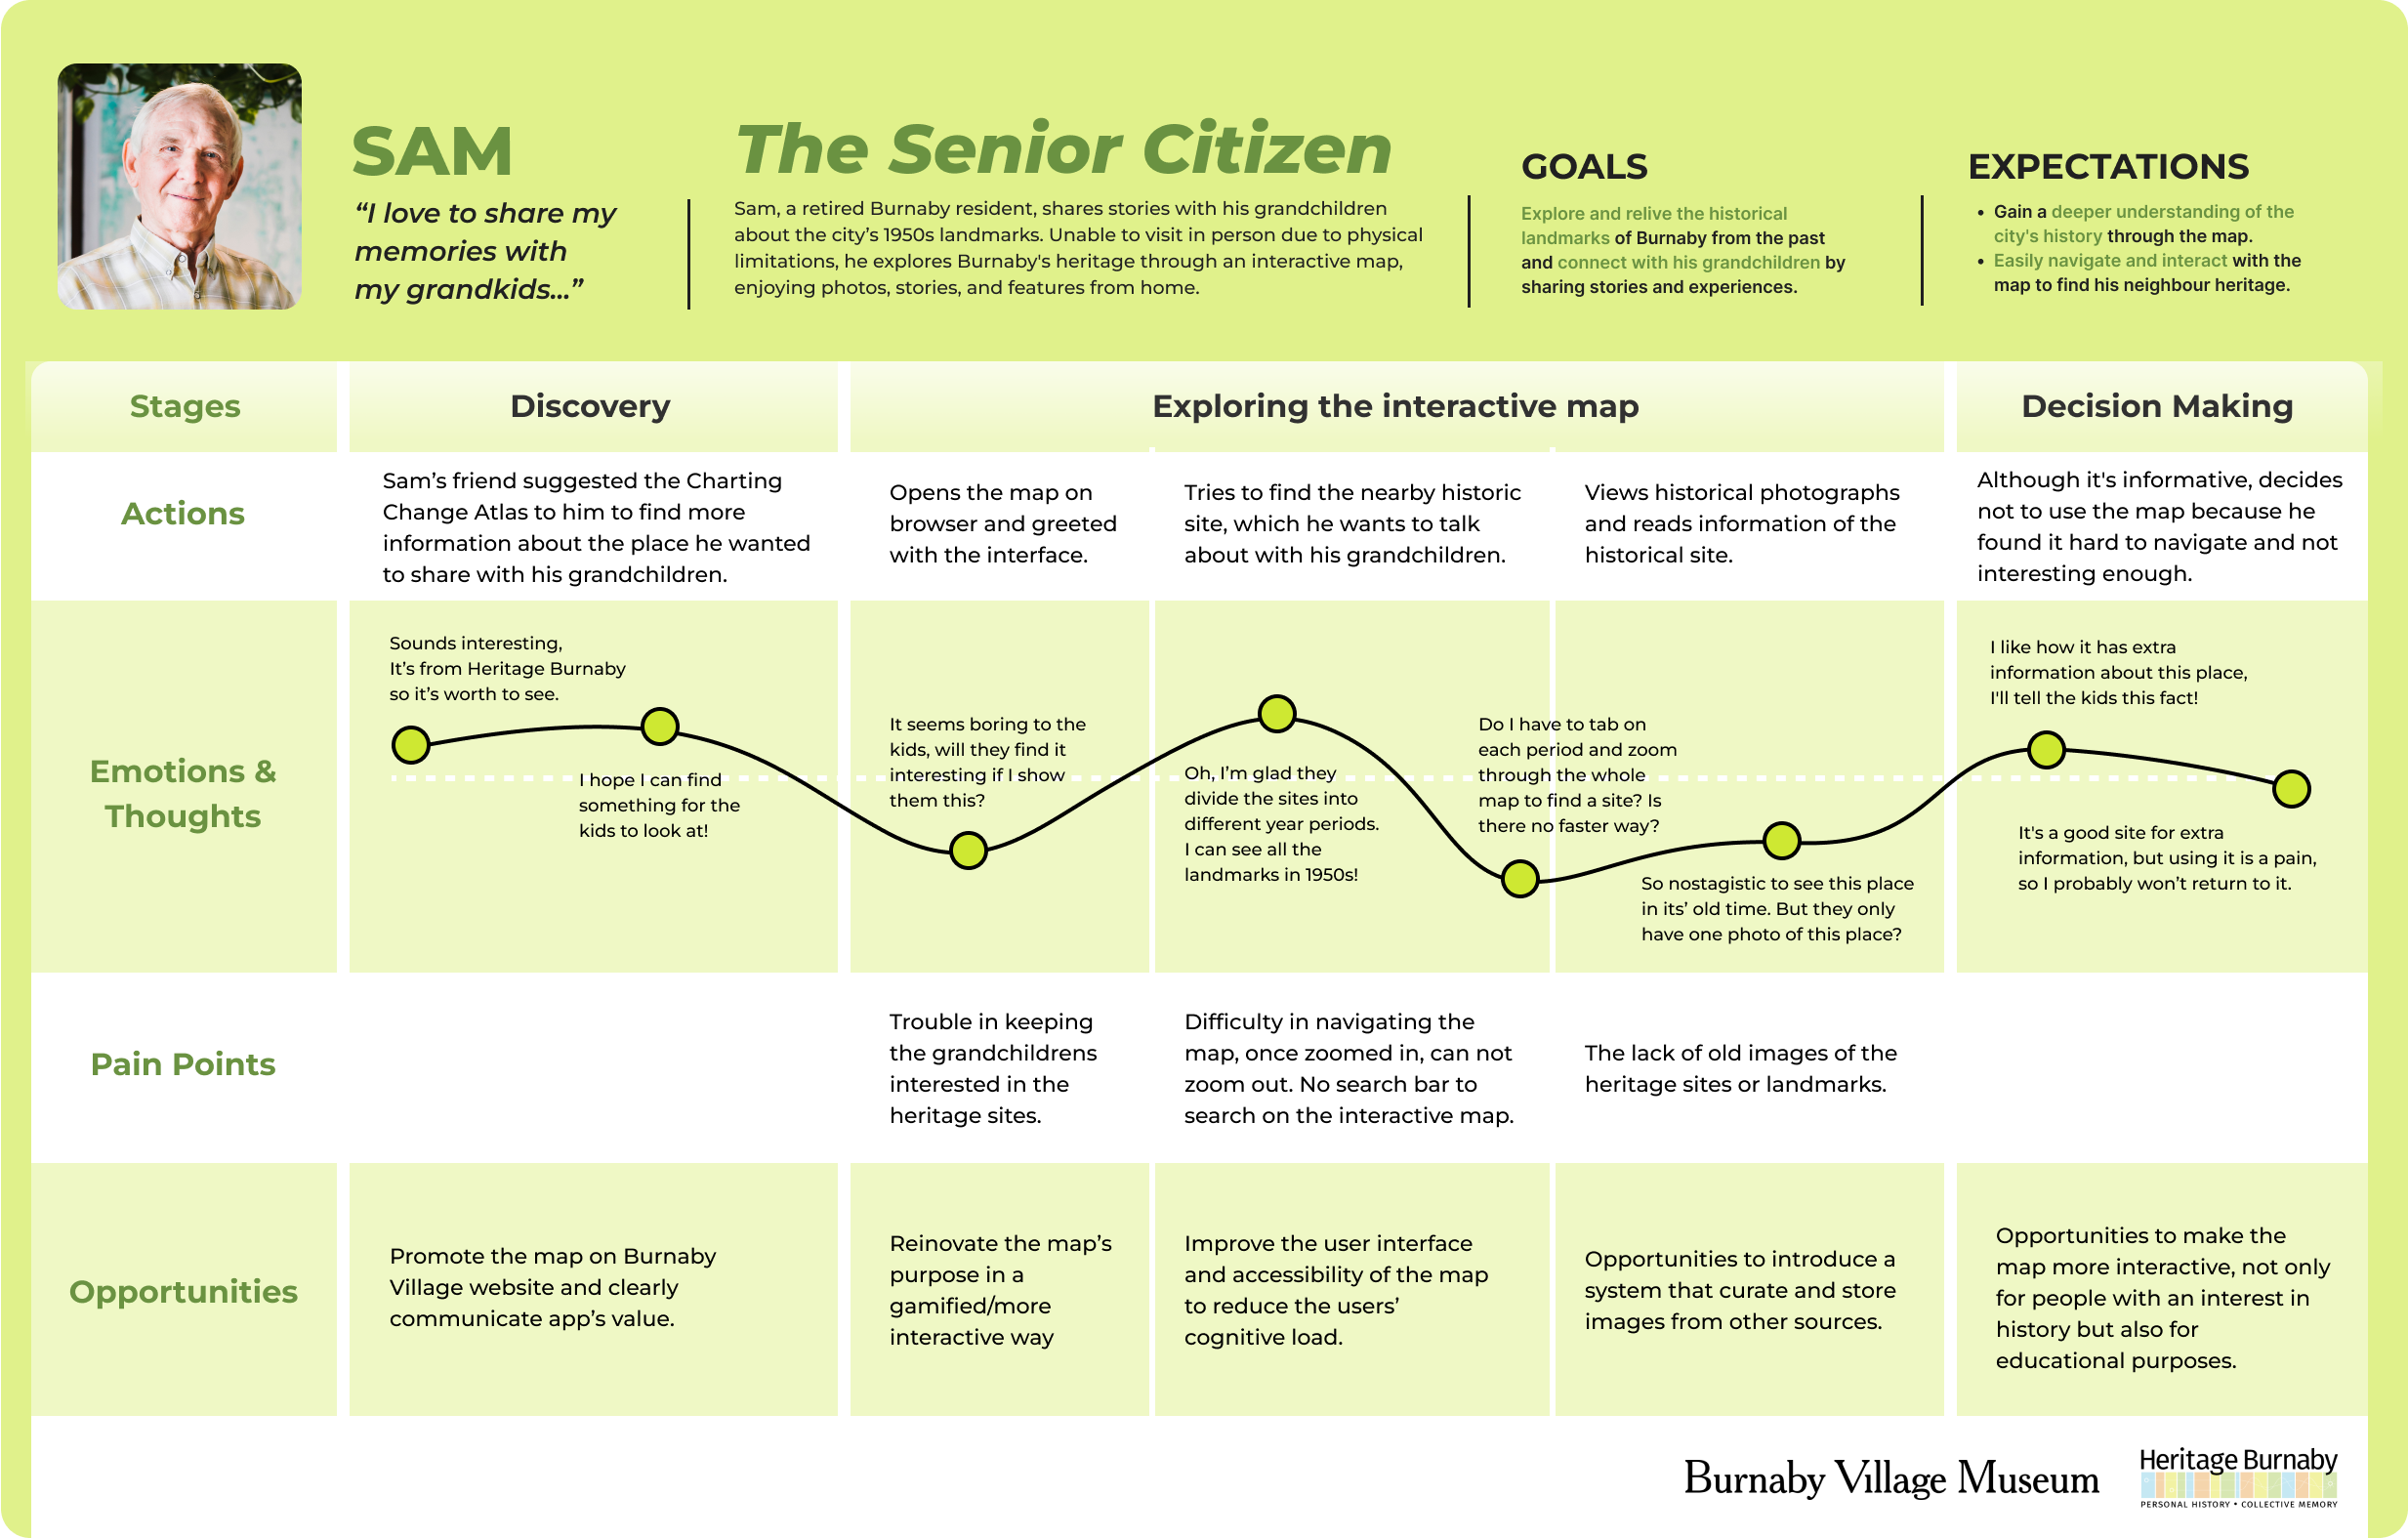 SAM
“I love to share my
memories with
my grandkids...”
The Senior Citizen
Sam, a retired Burnaby resident, shares stories with his grandchildren
about the city’s 1950s landmarks. Unable to visit in person due to physical
limitations, he explores Burnaby's heritage through an interactive map,
enjoying photos, stories, and features from home.
GOALS
Explore and relive the historical
landmarks of Burnaby from the past
and connect with his grandchildren by
sharing stories and experiences.
EXPECTATIONS
• Gain a deeper understanding of the
city's history through the map.
• Easily navigate and interact with the
map to find his neighbour heritage.
Stages
Discovery
Exploring the interactive map
Decision Making
Actions
Sam’s friend suggested the Charting
Change Atlas to him to find more
information about the place he wanted
to share with his grandchildren.
Opens the map on
browser and greeted
with the interface.
Tries to find the nearby historic
site, which he wants to talk
about with his grandchildren.
Views historical photographs
and reads information of the
historical site.
Although it's informative, decides
not to use the map because he
found it hard to navigate and not
interesting enough.
Emotions &
Thoughts
Sounds interesting,
It’s from Heritage Burnaby
so it’s worth to see.
I hope I can find
something for the
kids to look at!
It seems boring to the
kids, will they find it
interesting if I show
them this?
Oh, I’m glad they
divide the sites into
different year periods.
I can see all the
landmarks in 1950s!
Do I have to tab on
each period and zoom
through the whole
map to find a site? Is
there no faster way?
So nostagistic to see this place
in its’ old time. But they only
have one photo of this place?
I like how it has extra
information about this place,
I'll tell the kids this fact!
It's a good site for extra
information, but using it is a pain,
so I probably won’t return to it.
Pain Points
Trouble in keeping
the grandchildrens
interested in the
heritage sites.
Difficulty in navigating the
map, once zoomed in, can not
zoom out. No search bar to
search on the interactive map.
The lack of old images of the
heritage sites or landmarks.
Opportunities
Promote the map on Burnaby
Village website and clearly
communicate app’s value.
Reinovate the map’s
purpose in a
gamified/more
interactive way
Improve the user interface
and accessibility of the map
to reduce the users’
cognitive load.
Opportunities to introduce a
system that curate and store
images from other sources.
Opportunities to make the
map more interactive, not only
for people with an interest in
history but also for
educational purposes.
Burnaby Village Museum
Heritage Burnaby
PERSONAL HISTORY • COLLECTIVE MEMORY